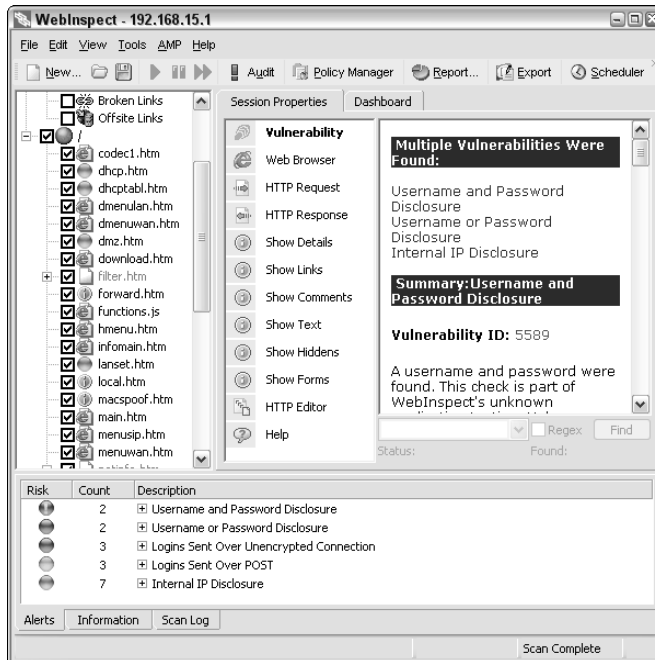 WebInspect - 192.168.15.1
File Edit View Tools AMP Help
New... Audit Policy Manager Report... Export Scheduler
Broken Links
Offsite Links
/
codec1.htm
dhcp.htm
dhcptabl.htm
dmenulan.htm
dmenuwan.htm
dmz.htm
download.htm
filter.htm
forward.htm
functions.js
hmenu.htm
infomain.htm
lanset.htm
local.htm
macspoof.htm
main.htm
menusip.htm
menuwan.htm
Session Properties Dashboard
Vulnerability
Web Browser
HTTP Request
HTTP Response
Show Details
Show Links
Show Comments
Show Text
Show Hiddens
Show Forms
HTTP Editor
Help
Multiple Vulnerabilities Were
Found:
Username and Password
Disclosure
Username or Password
Disclosure
Internal IP Disclosure
Summary:Username and
Password Disclosure
Vulnerability ID: 5589
A username and password were
found. This check is part of
WebInspect's unknown
Regex Find
Status: Found:
Risk Count Description
2 Username and Password Disclosure
2 Username or Password Disclosure
3 Logins Sent Over Unencrypted Connection
3 Logins Sent Over POST
7 Internal IP Disclosure
Alerts Information Scan Log
Scan Complete